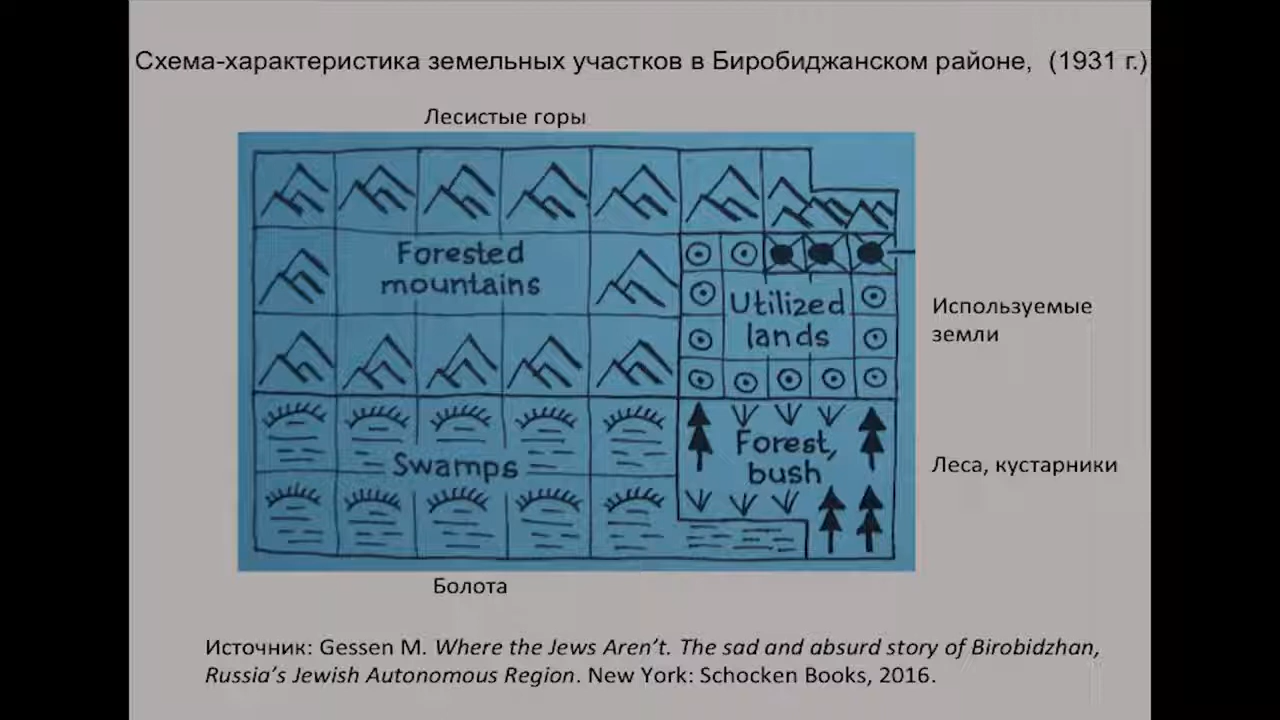 Схема-характеристика земельных участков в Биробиджанском районе, (1931 г.)
Лесистые горы
Forested
mountains
Utilized
lands
Используемые
земли
Forest,
bush
Леса, кустарники
Swamps
Болота
Источник: Gessen M. Where the Jews Aren't. The sad and absurd story of Birobidzhan,
Russia's Jewish Autonomous Region. New York: Schocken Books, 2016.